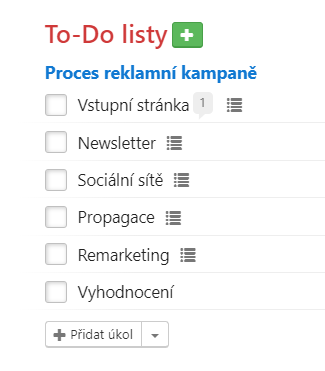 To-Do listy
Proces reklamní kampaně
Vstupní stránka 1
Newsletter
Sociální sítě
Propagace
Remarketing
Vyhodnocení
Přidat úkol